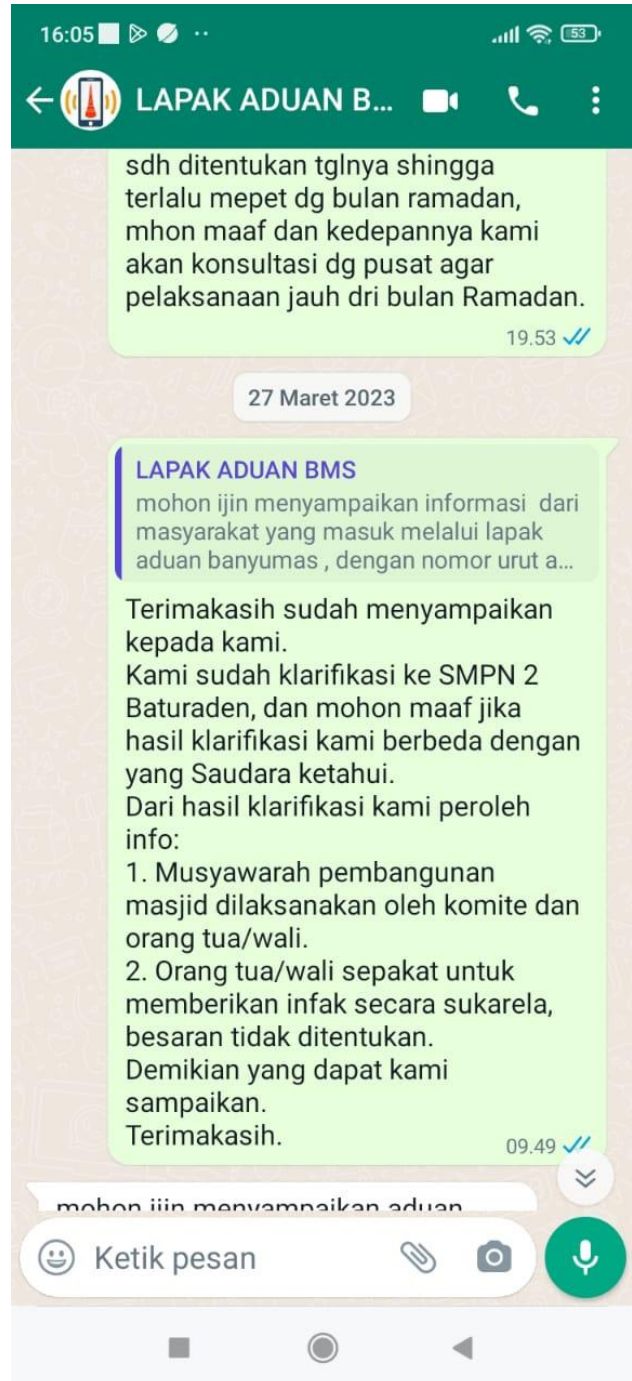 16:05
53
LAPAK ADUAN B...
sdh ditentukan tglnya shingga
terlalu mepet dg bulan ramadan,
mhon maaf dan kedepannya kami
akan konsultasi dg pusat agar
pelaksanaan jauh dri bulan Ramadan.
19.53
27 Maret 2023
LAPAK ADUAN BMS
mohon ijin menyampaikan informasi dari
masyarakat yang masuk melalui lapak
aduan banyumas , dengan nomor urut a...
Terimakasih sudah menyampaikan
kepada kami.
Kami sudah klarifikasi ke SMPN 2
Baturaden, dan mohon maaf jika
hasil klarifikasi kami berbeda dengan
yang Saudara ketahui.
Dari hasil klarifikasi kami peroleh
info:
1. Musyawarah pembangunan
masjid dilaksanakan oleh komite dan
orang tua/wali.
2. Orang tua/wali sepakat untuk
memberikan infak secara sukarela,
besaran tidak ditentukan.
Demikian yang dapat kami
sampaikan.
Terimakasih.
09.49
mohon ijin menyampaikan aduan
Ketik pesan